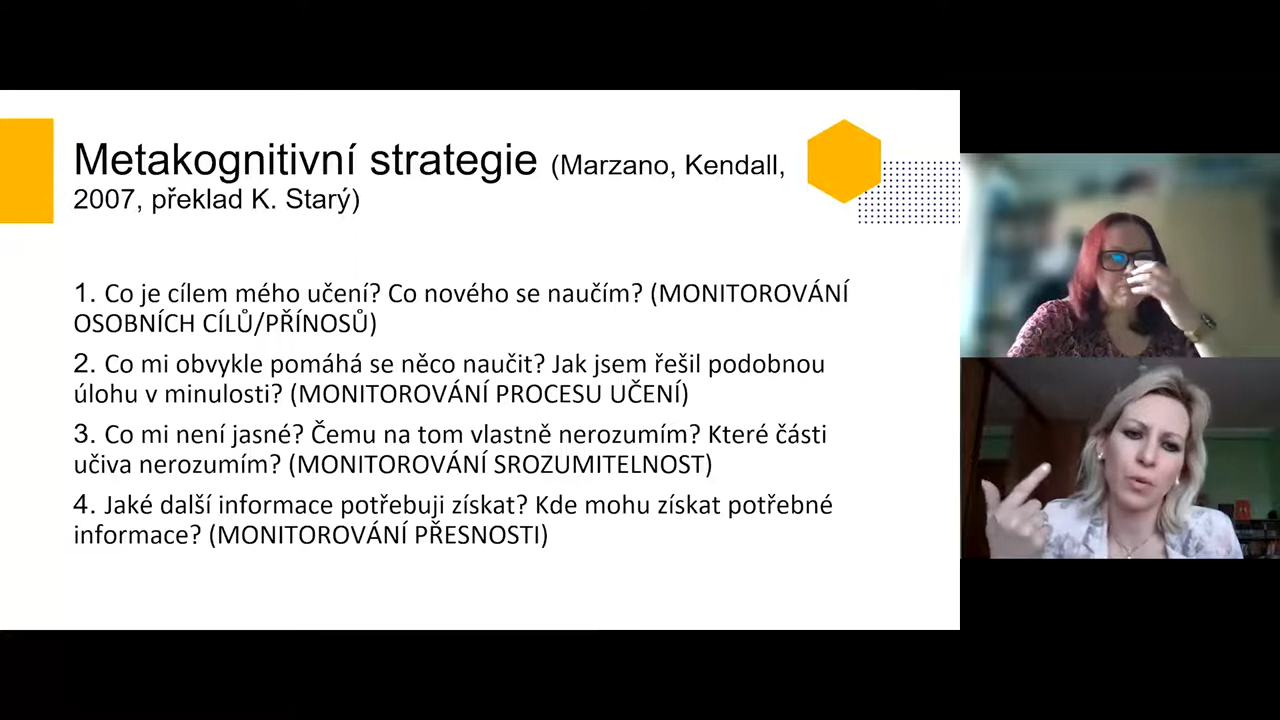 Metakognitivní strategie (Marzano, Kendall,
2007, překlad K. Starý)
1. Co je cílem mého učení? Co nového se naučím? (MONITOROVÁNÍ
OSOBNÍCH CÍLŮ/PŘÍNOSŮ)
2. Co mi obvykle pomáhá se něco naučit? Jak jsem řešil podobnou
úlohu v minulosti? (MONITOROVÁNÍ PROCESU UČENÍ)
3. Co mi není jasné? Čemu na tom vlastně nerozumím? Které části
učiva nerozumím? (MONITOROVÁNÍ SROZUMITELNOST)
4. Jaké další informace potřebuji získat? Kde mohu získat potřebné
informace? (MONITOROVÁNÍ PŘESNOSTI)